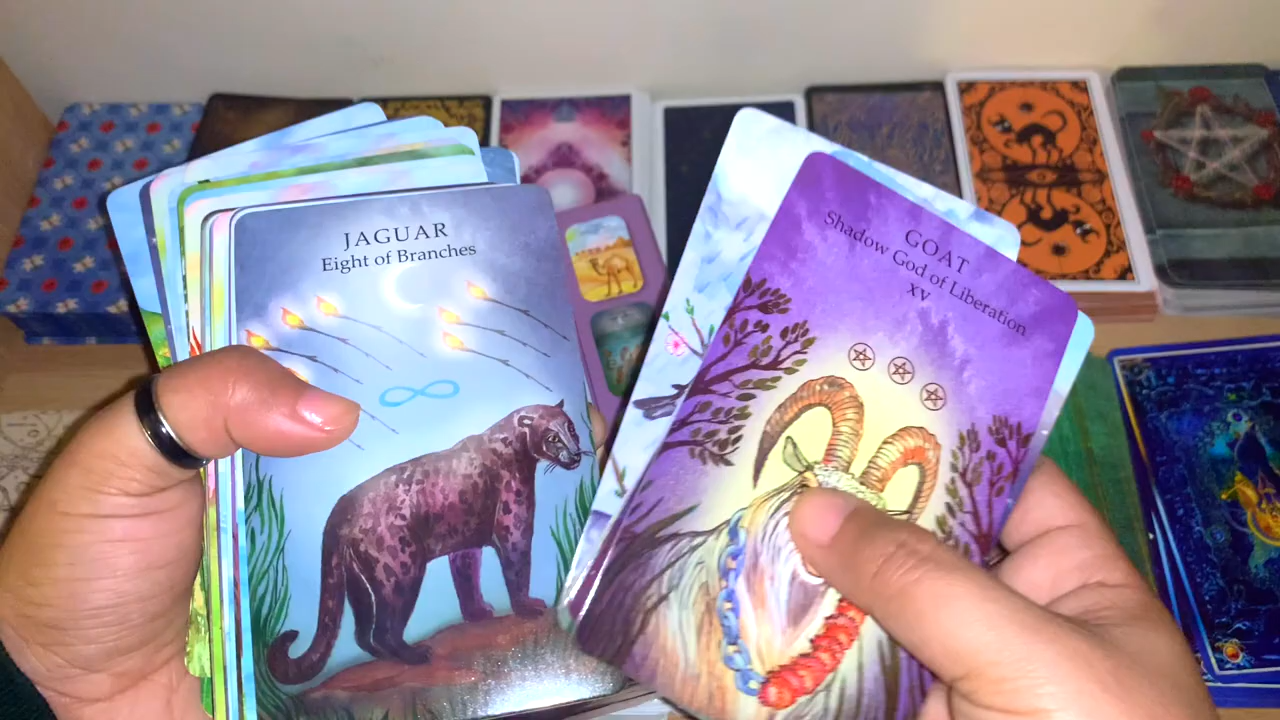 JAGUAR
Eight of Branches
GOAT
Shadow God of Liberation
XV